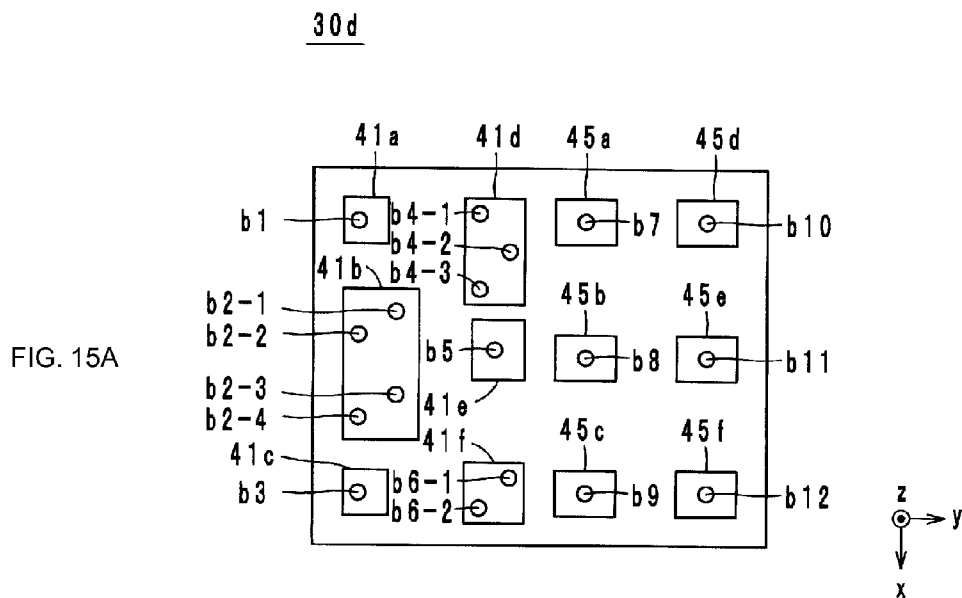 30d
41a 41d 45a 45d
b1 b4-1 b7 b10
b4-2
41b b4-3
b2-1 45b 45e
b2-2
FIG. 15A b5 b8 b11
b2-3
b2-4 41e
41c 41f 45c 45f
b3 b6-1 b9 b12
b6-2
z
y
x